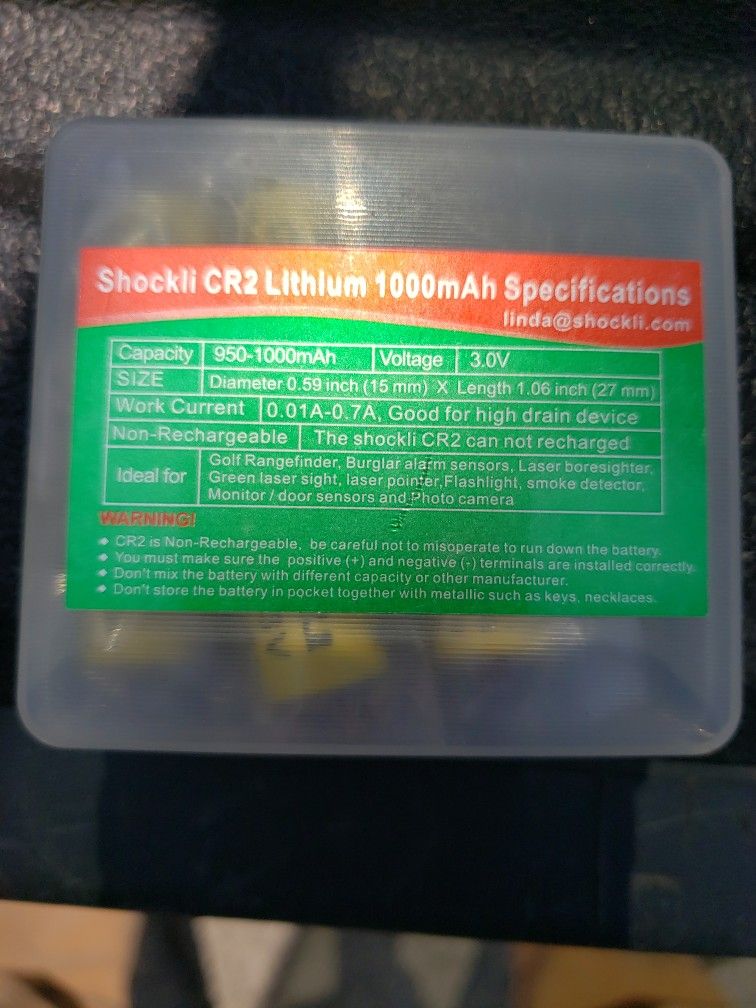 Shockli CR2 Lithium 1000mAh Specifications
linda@shockli.com
Capacity 950-1000mAh Voltage 3.0V
SIZE Diameter 0.59 inch (15 mm) X Length 1.06 inch (27 mm)
Work Current 0.01A-0.7A, Good for high drain device
Non-Rechargeable The shockli CR2 can not recharged
Ideal for
Golf Rangefinder, Burglar alarm sensors, Laser boresighter,
Green laser sight, laser pointer,Flashlight, smoke detector,
Monitor / door sensors and Photo camera
WARNING!
CR2 is Non-Rechargeable, be careful not to misoperate to run down the battery.
You must make sure the positive (+) and negative (-) terminals are installed correctly.
Don't mix the battery with different capacity or other manufacturer.
Don't store the battery in pocket together with metallic such as keys, necklaces.